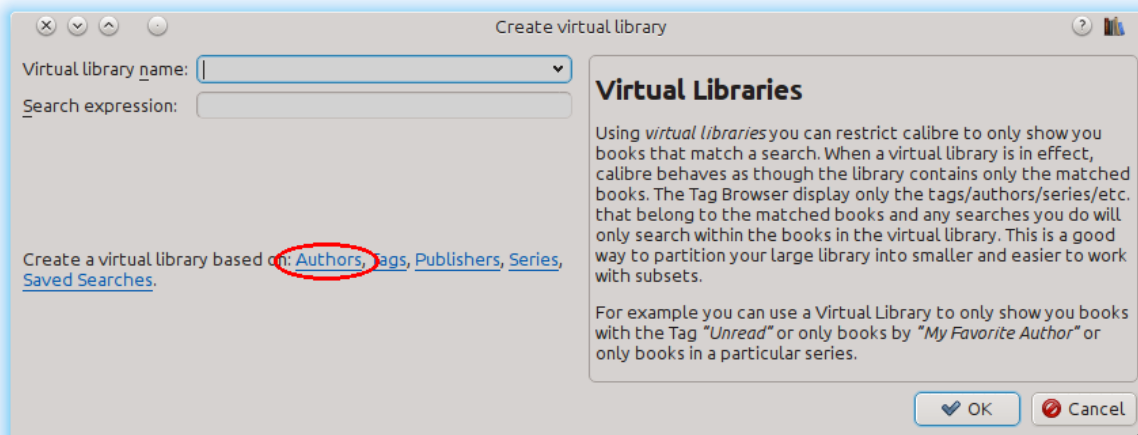 Create virtual library
Virtual library name:
Search expression:
Create a virtual library based on: Authors, Tags, Publishers, Series,
Saved Searches.
Virtual Libraries
Using virtual libraries you can restrict calibre to only show you
books that match a search. When a virtual library is in effect,
calibre behaves as though the library contains only the matched
books. The Tag Browser display only the tags/authors/series/etc.
that belong to the matched books and any searches you do will
only search within the books in the virtual library. This is a good
way to partition your large library into smaller and easier to work
with subsets.
For example you can use a Virtual Library to only show you books
with the Tag "Unread" or only books by "My Favorite Author" or
only books in a particular series.
OK
Cancel